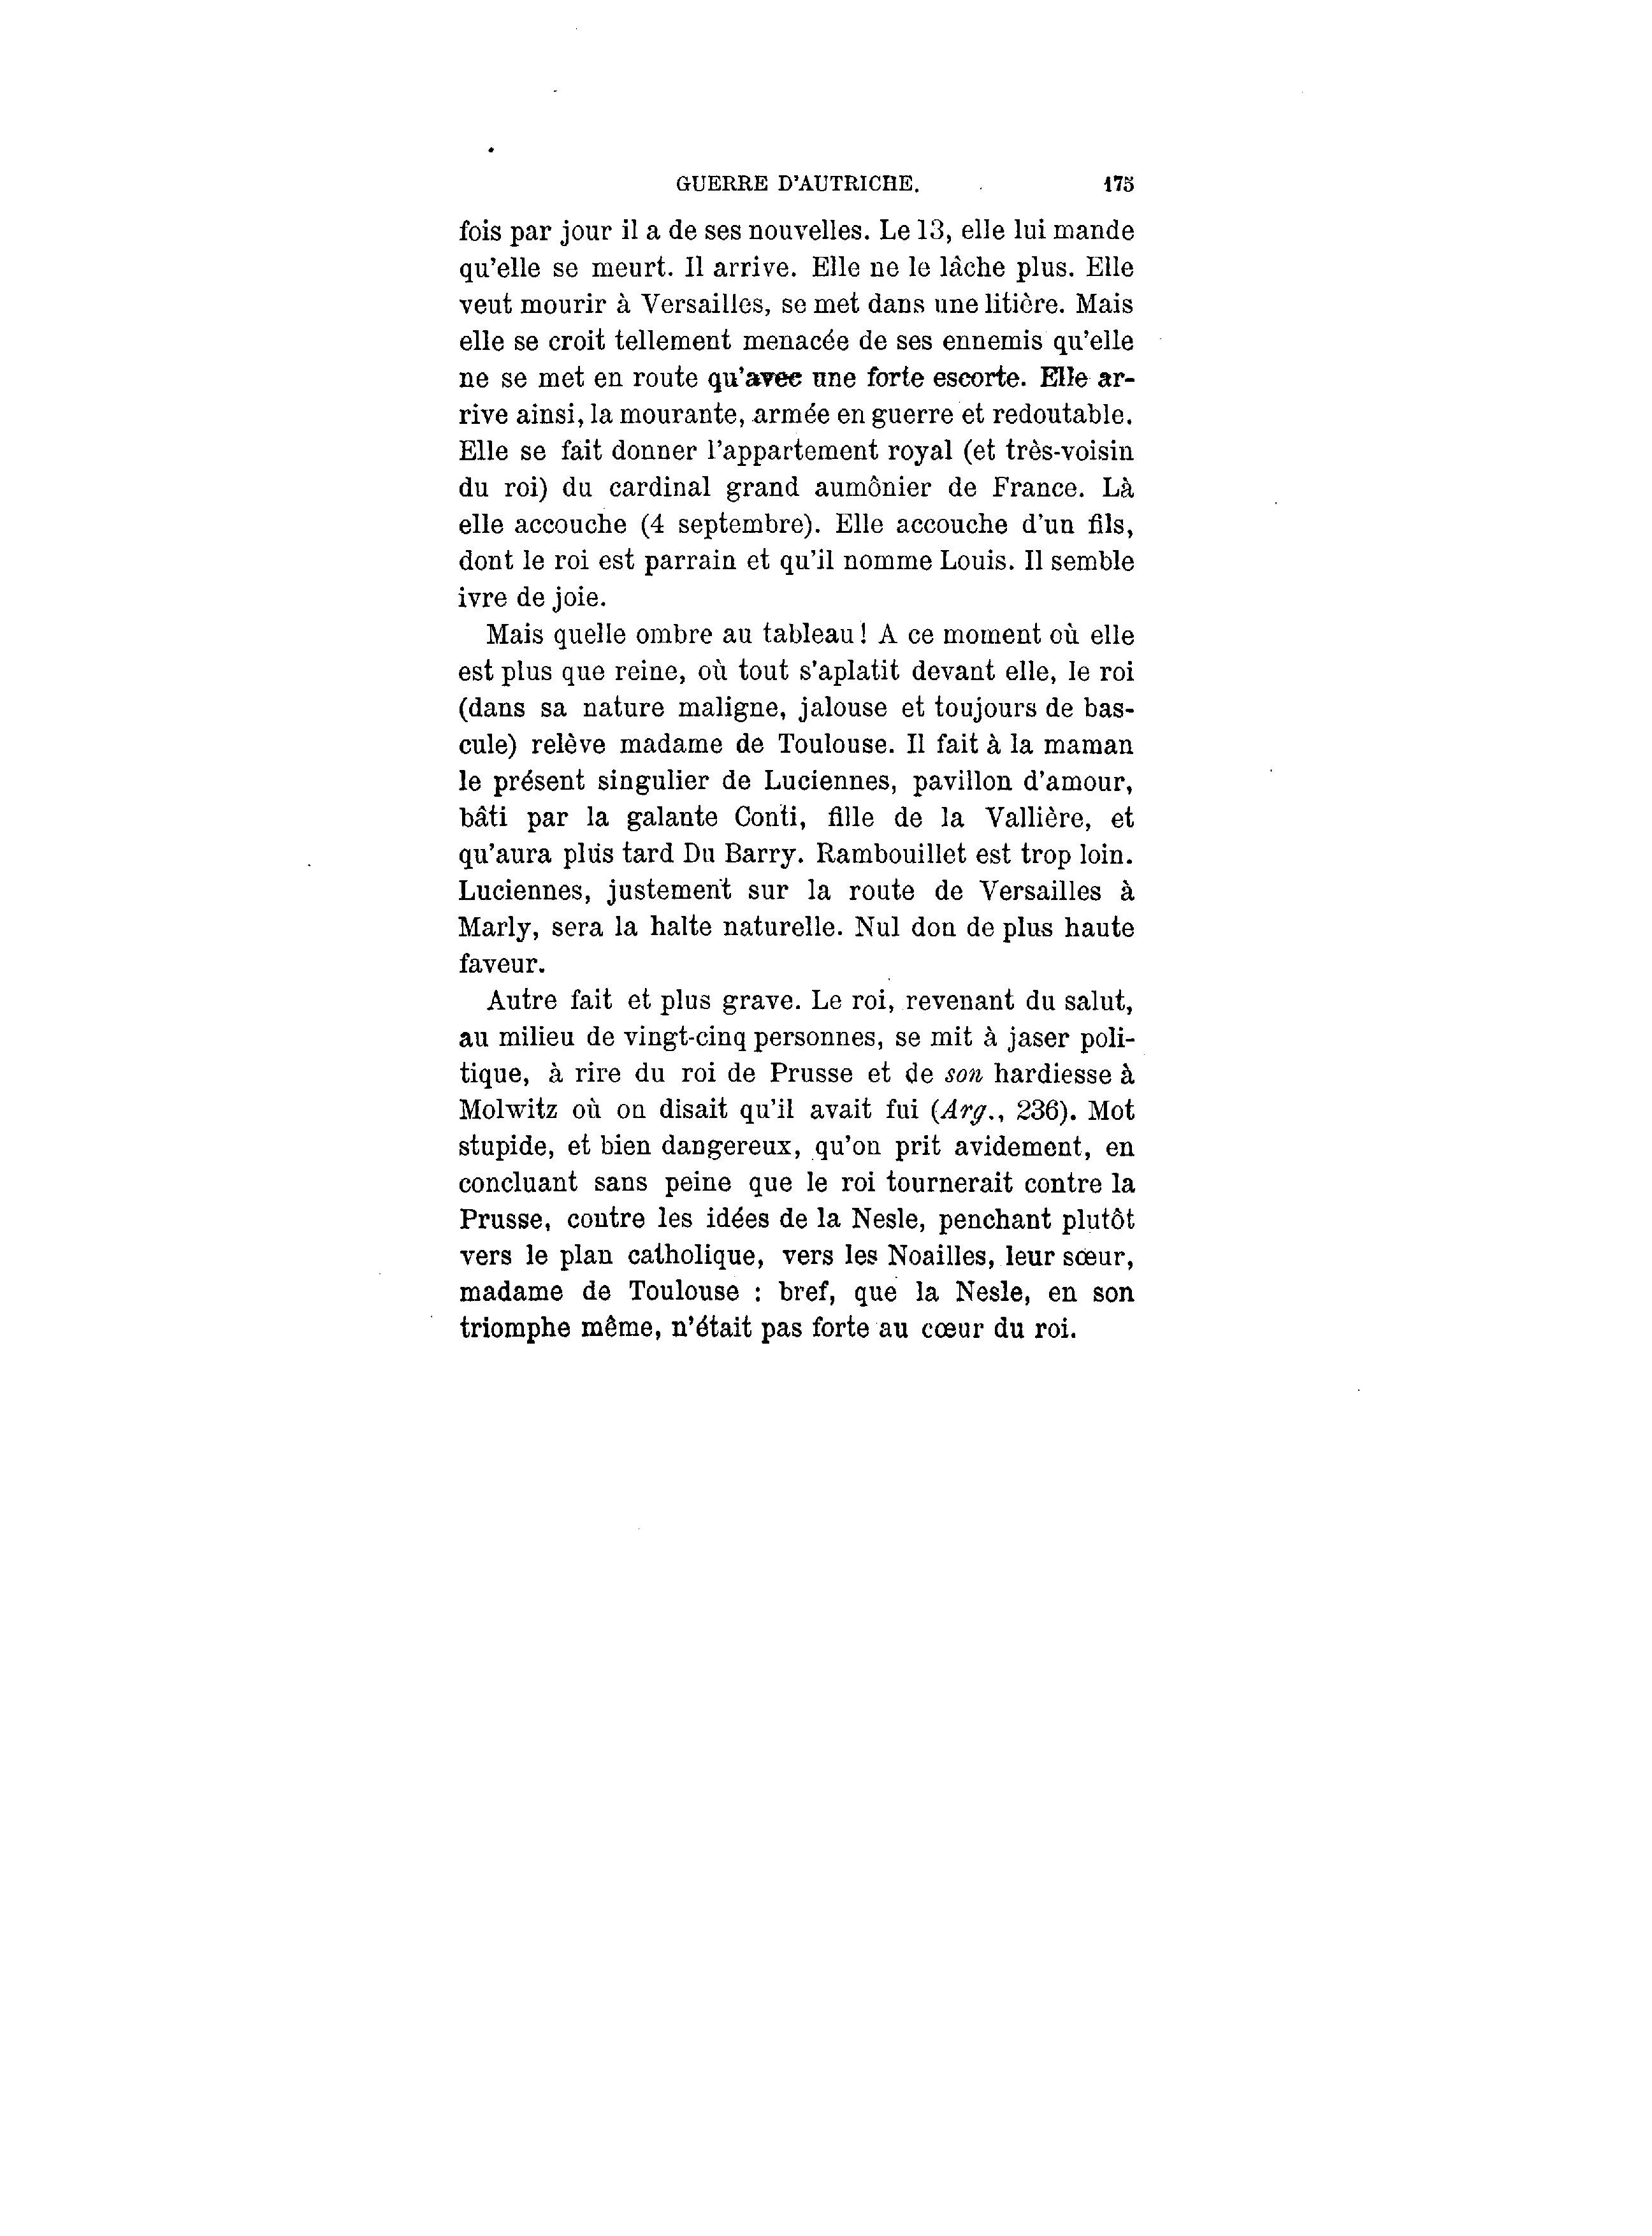 GUERRE D'AUTRICHE. 175
fois par jour il a de ses nouvelles. Le 13, elle lui mande
qu'elle se meurt. Il arrive. Elle ne le lâche plus. Elle
veut mourir à Versailles, se met dans une litière. Mais
elle se croit tellement menacée de ses ennemis qu'elle
ne se met en route qu'avec une forte escorte. Elle ar-
rive ainsi, la mourante, armée en guerre et redoutable.
Elle se fait donner l'appartement royal (et très-voisin
du roi) du cardinal grand aumônier de France. Là
elle accouche (4 septembre). Elle accouche d'un fils,
dont le roi est parrain et qu'il nomme Louis. Il semble
ivre de joie.
Mais quelle ombre au tableau! A ce moment où elle
est plus que reine, où tout s'aplatit devant elle, le roi
(dans sa nature maligne, jalouse et toujours de bas-
cule) relève madame de Toulouse. Il fait à la maman
le présent singulier de Luciennes, pavillon d'amour,
bâti par la galante Conti, fille de la Vallière, et
qu'aura plus tard Du Barry. Rambouillet est trop loin.
Luciennes, justement sur la route de Versailles à
Marly, sera la halte naturelle. Nul don de plus haute
faveur.
Autre fait et plus grave. Le roi, revenant du salut,
au milieu de vingt-cinq personnes, se mit à jaser poli-
tique, à rire du roi de Prusse et de son hardiesse à
Molwitz où on disait qu'il avait fui (Arg., 236). Mot
stupide, et bien dangereux, qu'on prit avidement, en
concluant sans peine que le roi tournerait contre la
Prusse, contre les idées de la Nesle, penchant plutôt
vers le plan catholique, vers les Noailles, leur sœur,
madame de Toulouse : bref, que la Nesle, en son
triomphe même, n'était pas forte au cœur du roi.